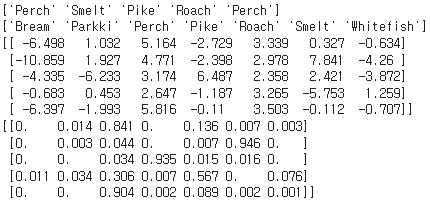 ['Perch' 'Smelt' 'Pike' 'Roach' 'Perch']
['Bream' 'Parkki' 'Perch' 'Pike' 'Roach' 'Smelt' 'Whitefish']
[[ -6.498   1.032   5.164  -2.729   3.339   0.327  -0.634]
 [-10.859   1.927   4.771  -2.398   2.978   7.841  -4.26 ]
 [ -4.335  -6.233   3.174   6.487   2.358   2.421  -3.872]
 [ -0.683   0.453   2.647  -1.187   3.265  -5.753   1.259]
 [ -6.397  -1.993   5.816  -0.11    3.503  -0.112  -0.707]]
[[0.    0.014 0.841 0.    0.136 0.007 0.003]
 [0.    0.003 0.044 0.    0.007 0.946 0.   ]
 [0.    0.    0.034 0.935 0.015 0.016 0.   ]
 [0.011 0.034 0.306 0.007 0.567 0.    0.076]
 [0.    0.    0.904 0.002 0.089 0.002 0.001]]